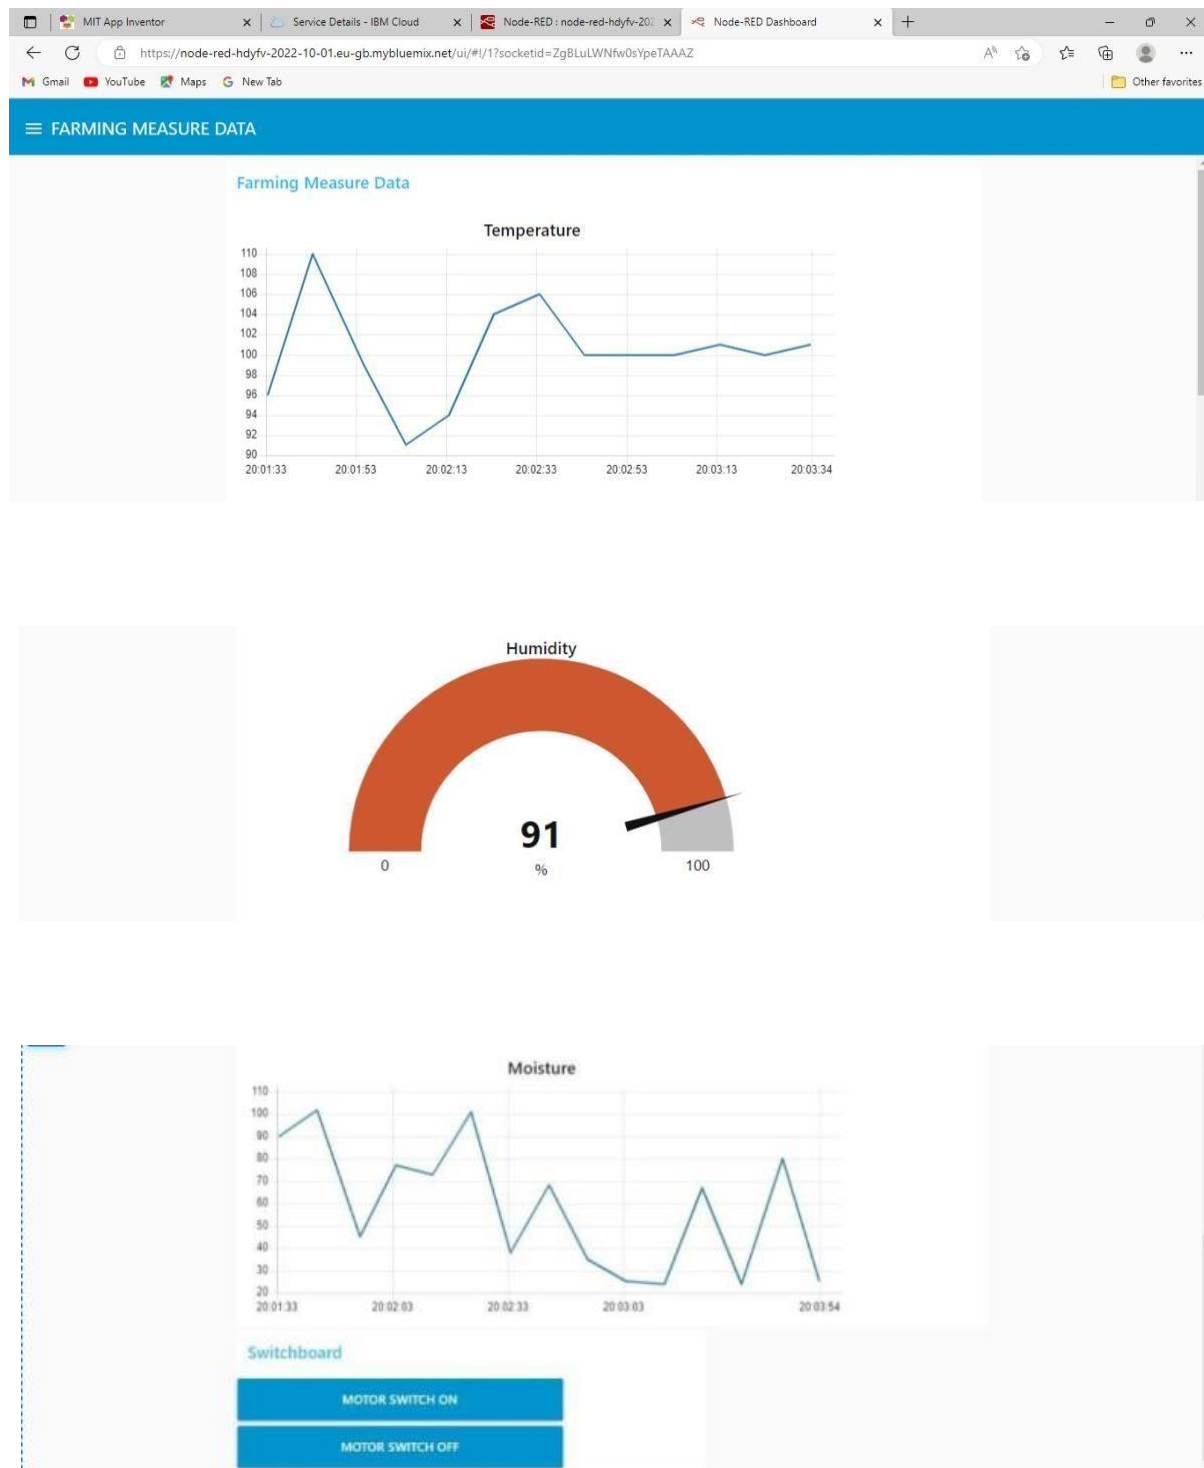 MIT App Inventor Service Details - IBM Cloud Node-RED : node-red-hdyfv-202 Node-RED Dashboard
https://node-red-hdyfv-2022-10-01.eu-gb.mybluemix.net/ui/#!/1?socketid=ZgBLuLWNfw0sYpeTAAAZ
Gmail YouTube Maps New Tab Other favorites
FARMING MEASURE DATA
Farming Measure Data
Temperature
110
108
106
104
102
100
98
96
94
92
90
20:01:33 20:01:53 20:02:13 20:02:33 20:02:53 20:03:13 20:03:34
Humidity
91
%
0 100
Moisture
110
100
90
80
70
60
50
40
30
20
20:01:33 20:02:03 20:02:33 20:03:03 20:03:54
Switchboard
MOTOR SWITCH ON
MOTOR SWITCH OFF